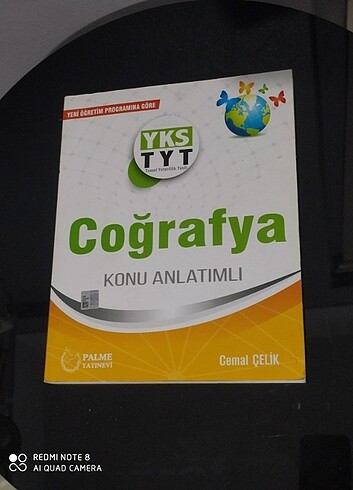 YENİ ÖĞRETİM PROGRAMINA GÖRE
YKS
TYT
Temel Yeterlilik Testi
Coğrafya
KONU ANLATIMLI
PALME
YAYINEVİ
Cemal ÇELİK
REDMI NOTE 8
AI QUAD CAMERA